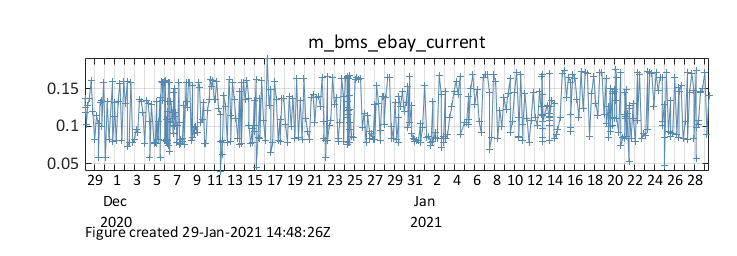 m_bms_ebay_current
0.15
0.1
0.05
29 1 3 5 7 9 11 13 15 17 19 21 23 25 27 29 31 2 4 6 8 10 12 14 16 18 20 22 24 26 28
Dec Jan
2020 2021
Figure created 29-Jan-2021 14:48:26Z